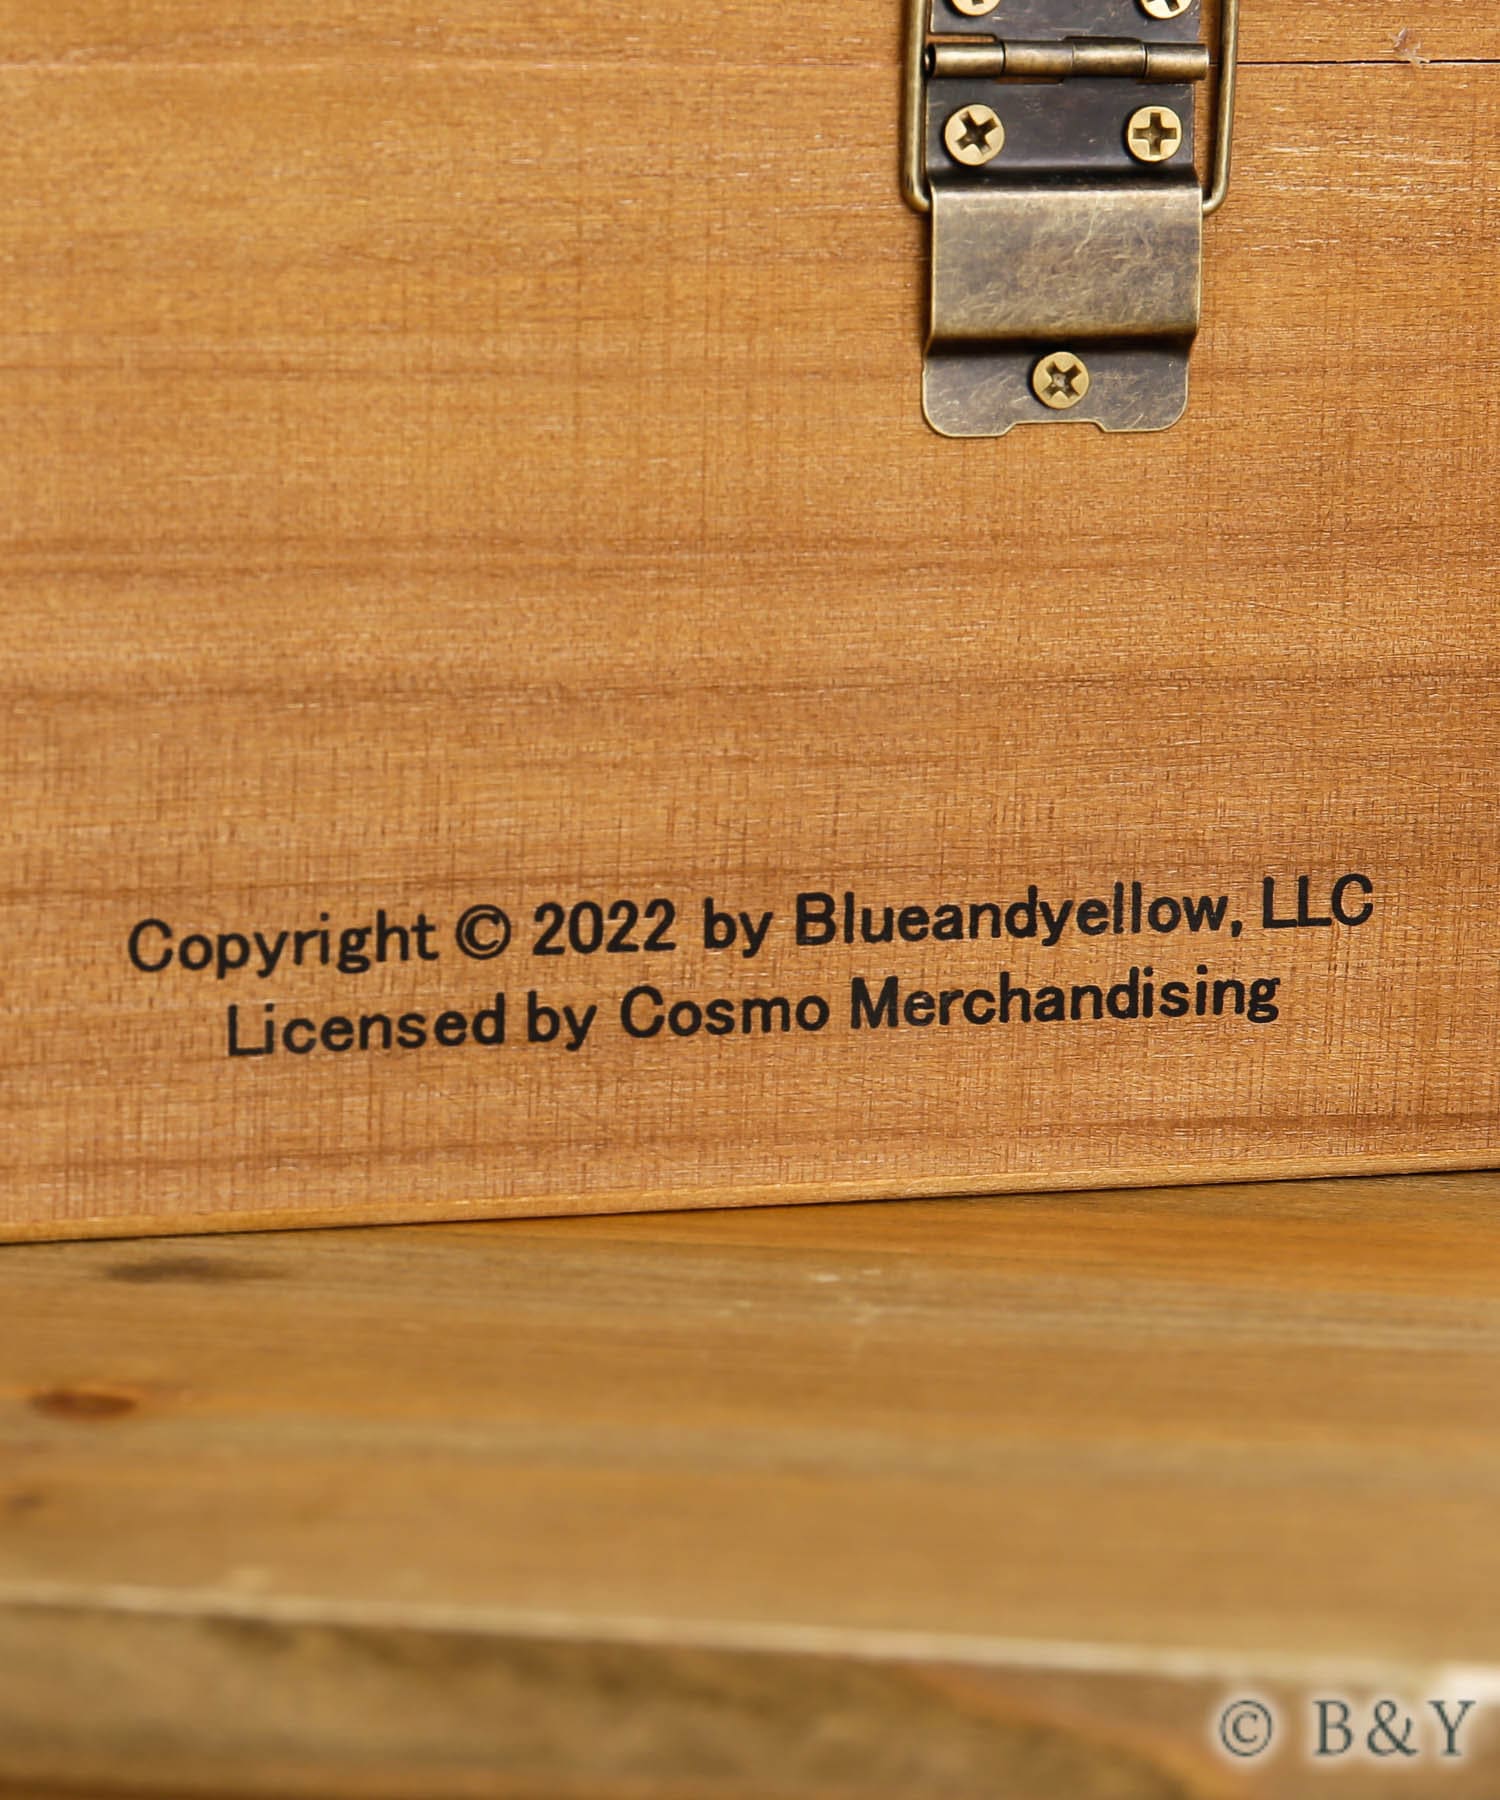 Copyright © 2022 by Blueandyellow, LLC
Licensed by Cosmo Merchandising
© B&Y